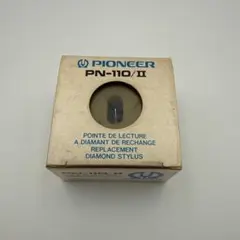 PIONEER
PN-110/II
POINTE DE LECTURE
A DIAMANT DE RECHANGE
REPLACEMENT
DIAMOND STYLUS